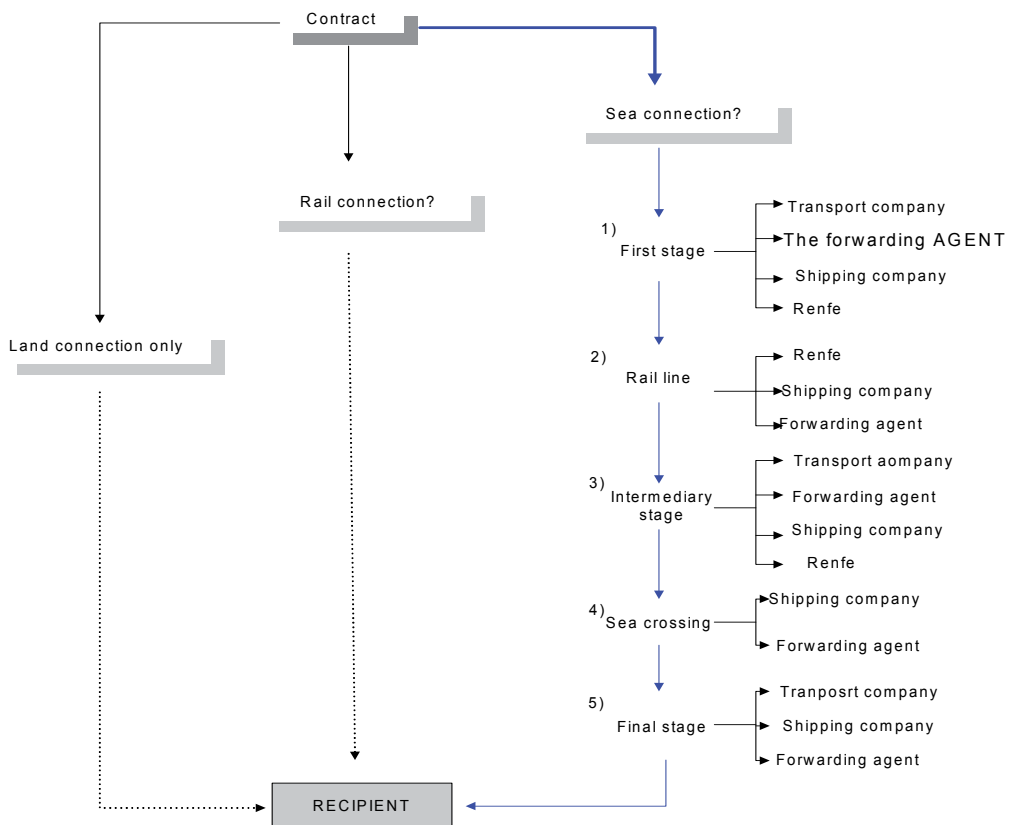 Contract
Sea connection?
Rail connection?
Land connection only
1)
First stage
Transport company
The forwarding AGENT
Shipping company
Renfe
2)
Rail line
Renfe
Shipping company
Forwarding agent
3)
Intermediary
stage
Transport aompany
Forwarding agent
Shipping company
Renfe
4)
Sea crossing
Shipping company
Forwarding agent
5)
Final stage
Tranposrt company
Shipping company
Forwarding agent
RECIPIENT